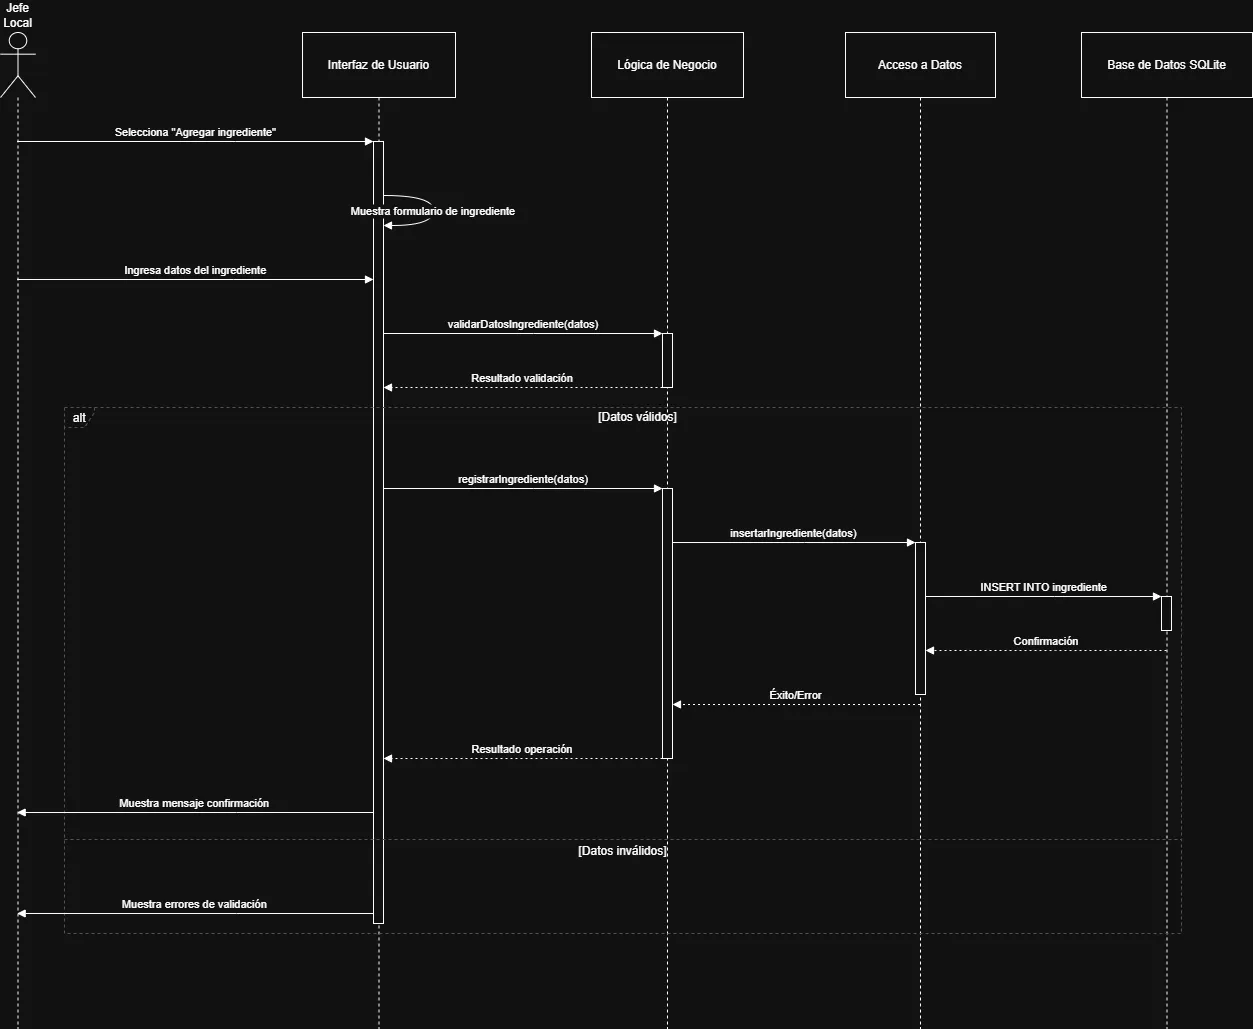 Jefe
Local
Interfaz de Usuario
Lógica de Negocio
Acceso a Datos
Base de Datos SQLite
Selecciona "Agregar ingrediente"
Muestra formulario de ingrediente
Ingresa datos del ingrediente
validarDatosIngrediente(datos)
Resultado validación
alt
[Datos válidos]
registrarIngrediente(datos)
insertarIngrediente(datos)
INSERT INTO ingrediente
Confirmación
Éxito/Error
Resultado operación
Muestra mensaje confirmación
[Datos inválidos]
Muestra errores de validación